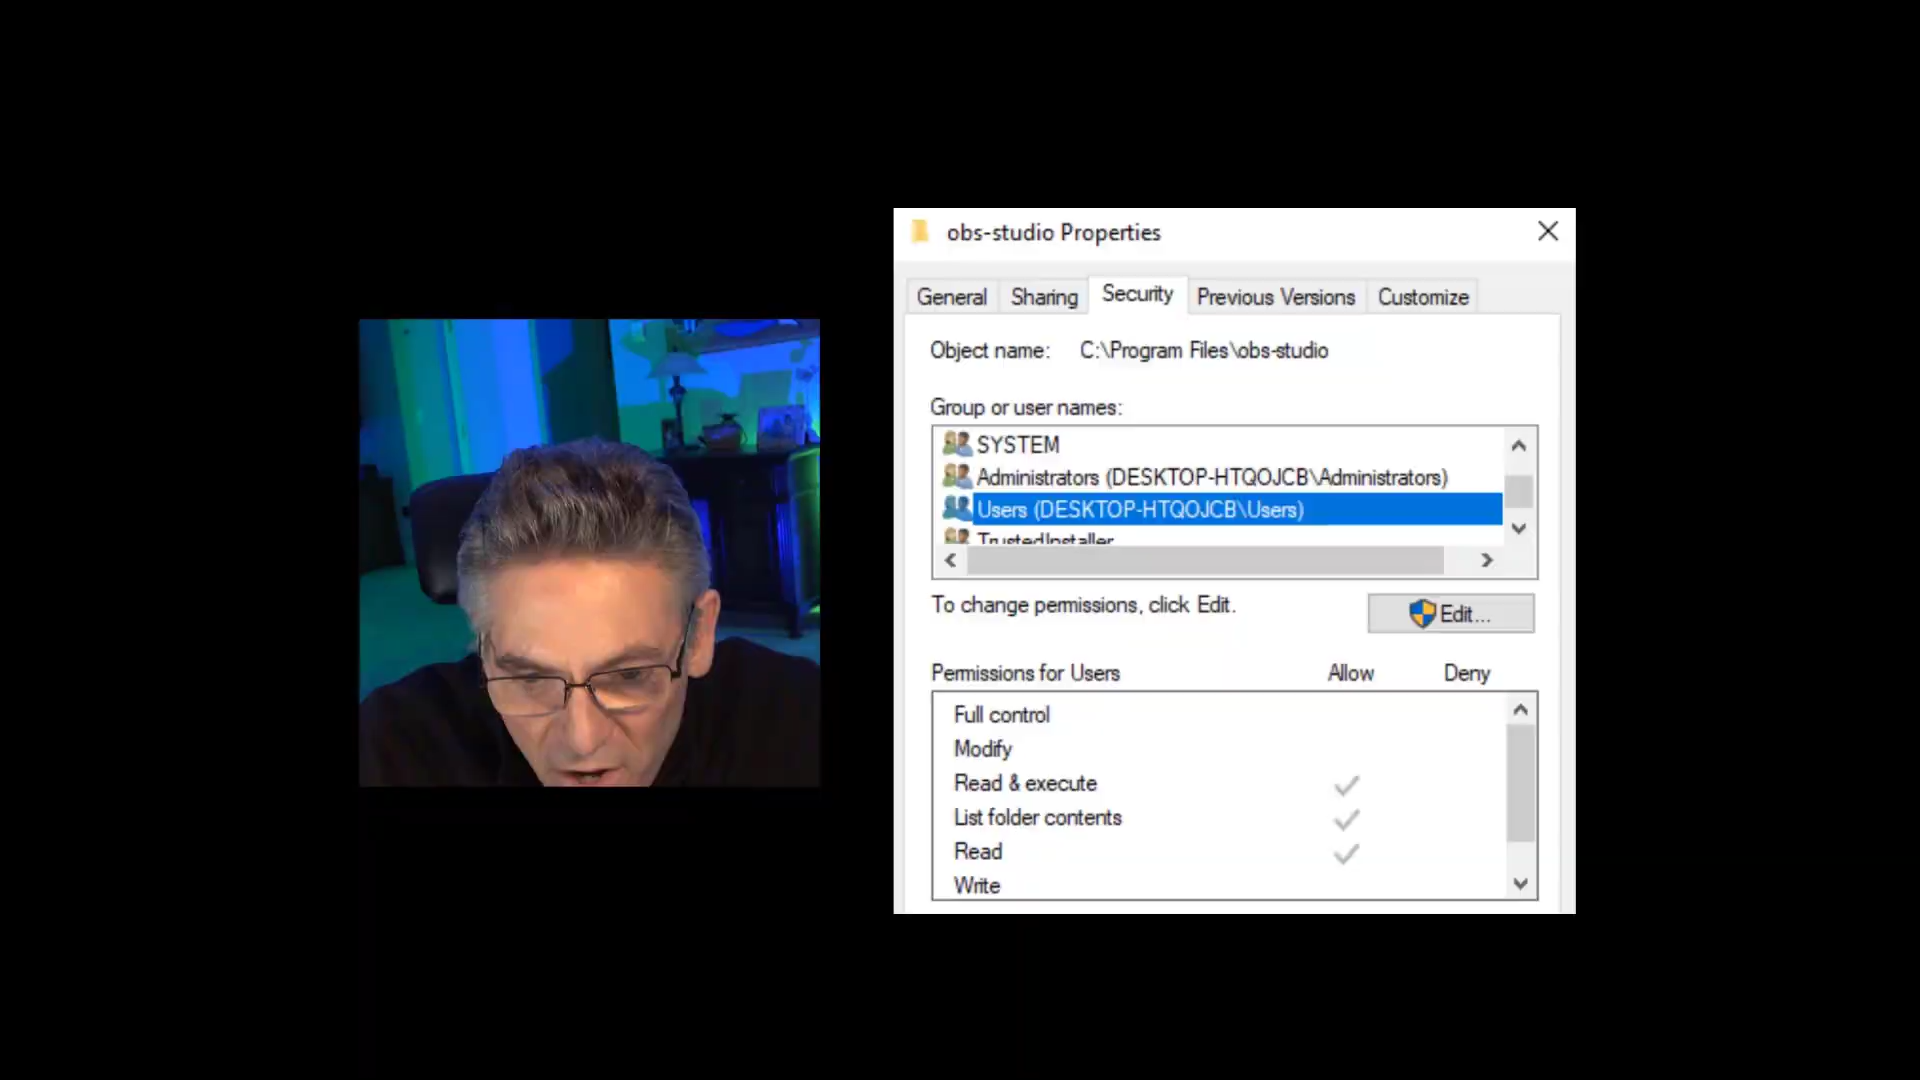 obs-studio Properties
General Sharing Security Previous Versions Customize
Object name: C:\Program Files\obs-studio
Group or user names:
SYSTEM
Administrators (DESKTOP-HTQOJCB\Administrators)
Users (DESKTOP-HTQOJCB\Users)
TrustedInstaller
To change permissions, click Edit.
Edit...
Permissions for Users Allow Deny
Full control
Modify
Read & execute
List folder contents
Read
Write